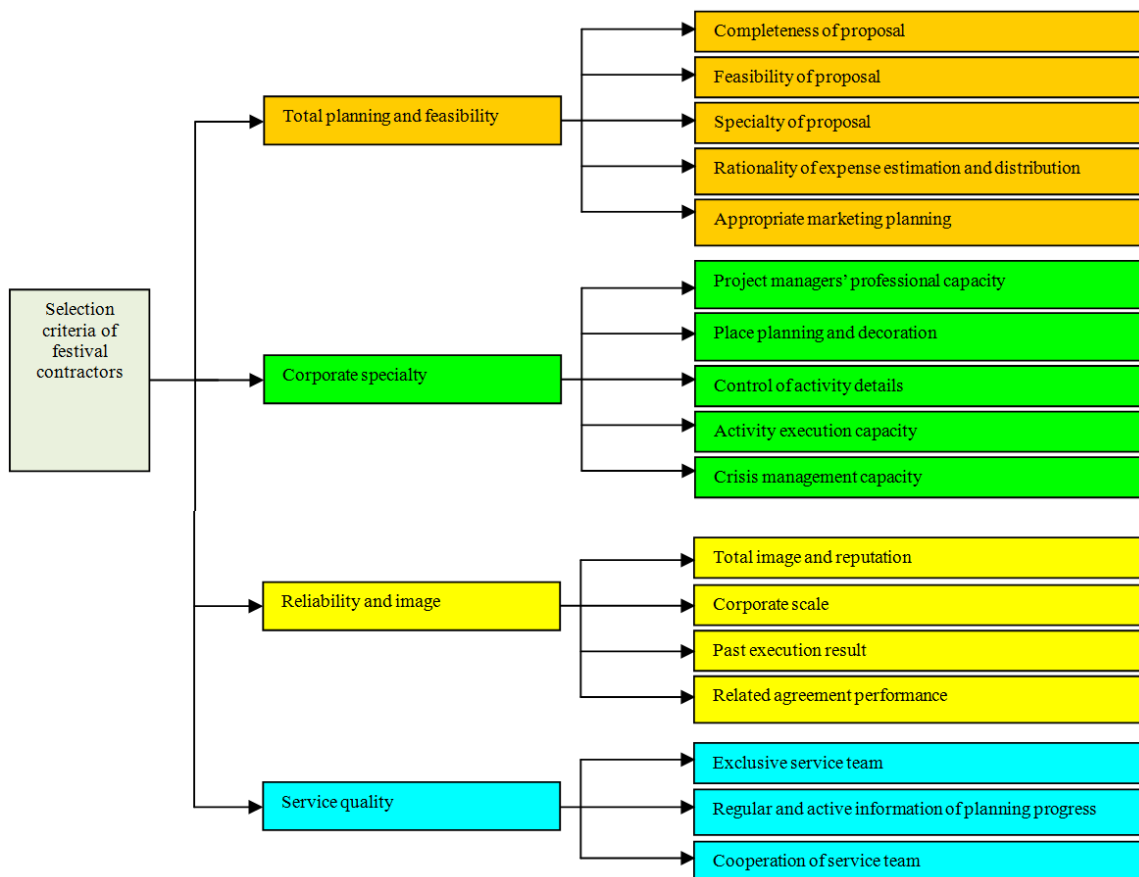 Selection
criteria of
festival
contractors
Total planning and feasibility
Completeness of proposal
Feasibility of proposal
Specialty of proposal
Rationality of expense estimation and distribution
Appropriate marketing planning
Corporate specialty
Project managers’ professional capacity
Place planning and decoration
Control of activity details
Activity execution capacity
Crisis management capacity
Reliability and image
Total image and reputation
Corporate scale
Past execution result
Related agreement performance
Service quality
Exclusive service team
Regular and active information of planning progress
Cooperation of service team